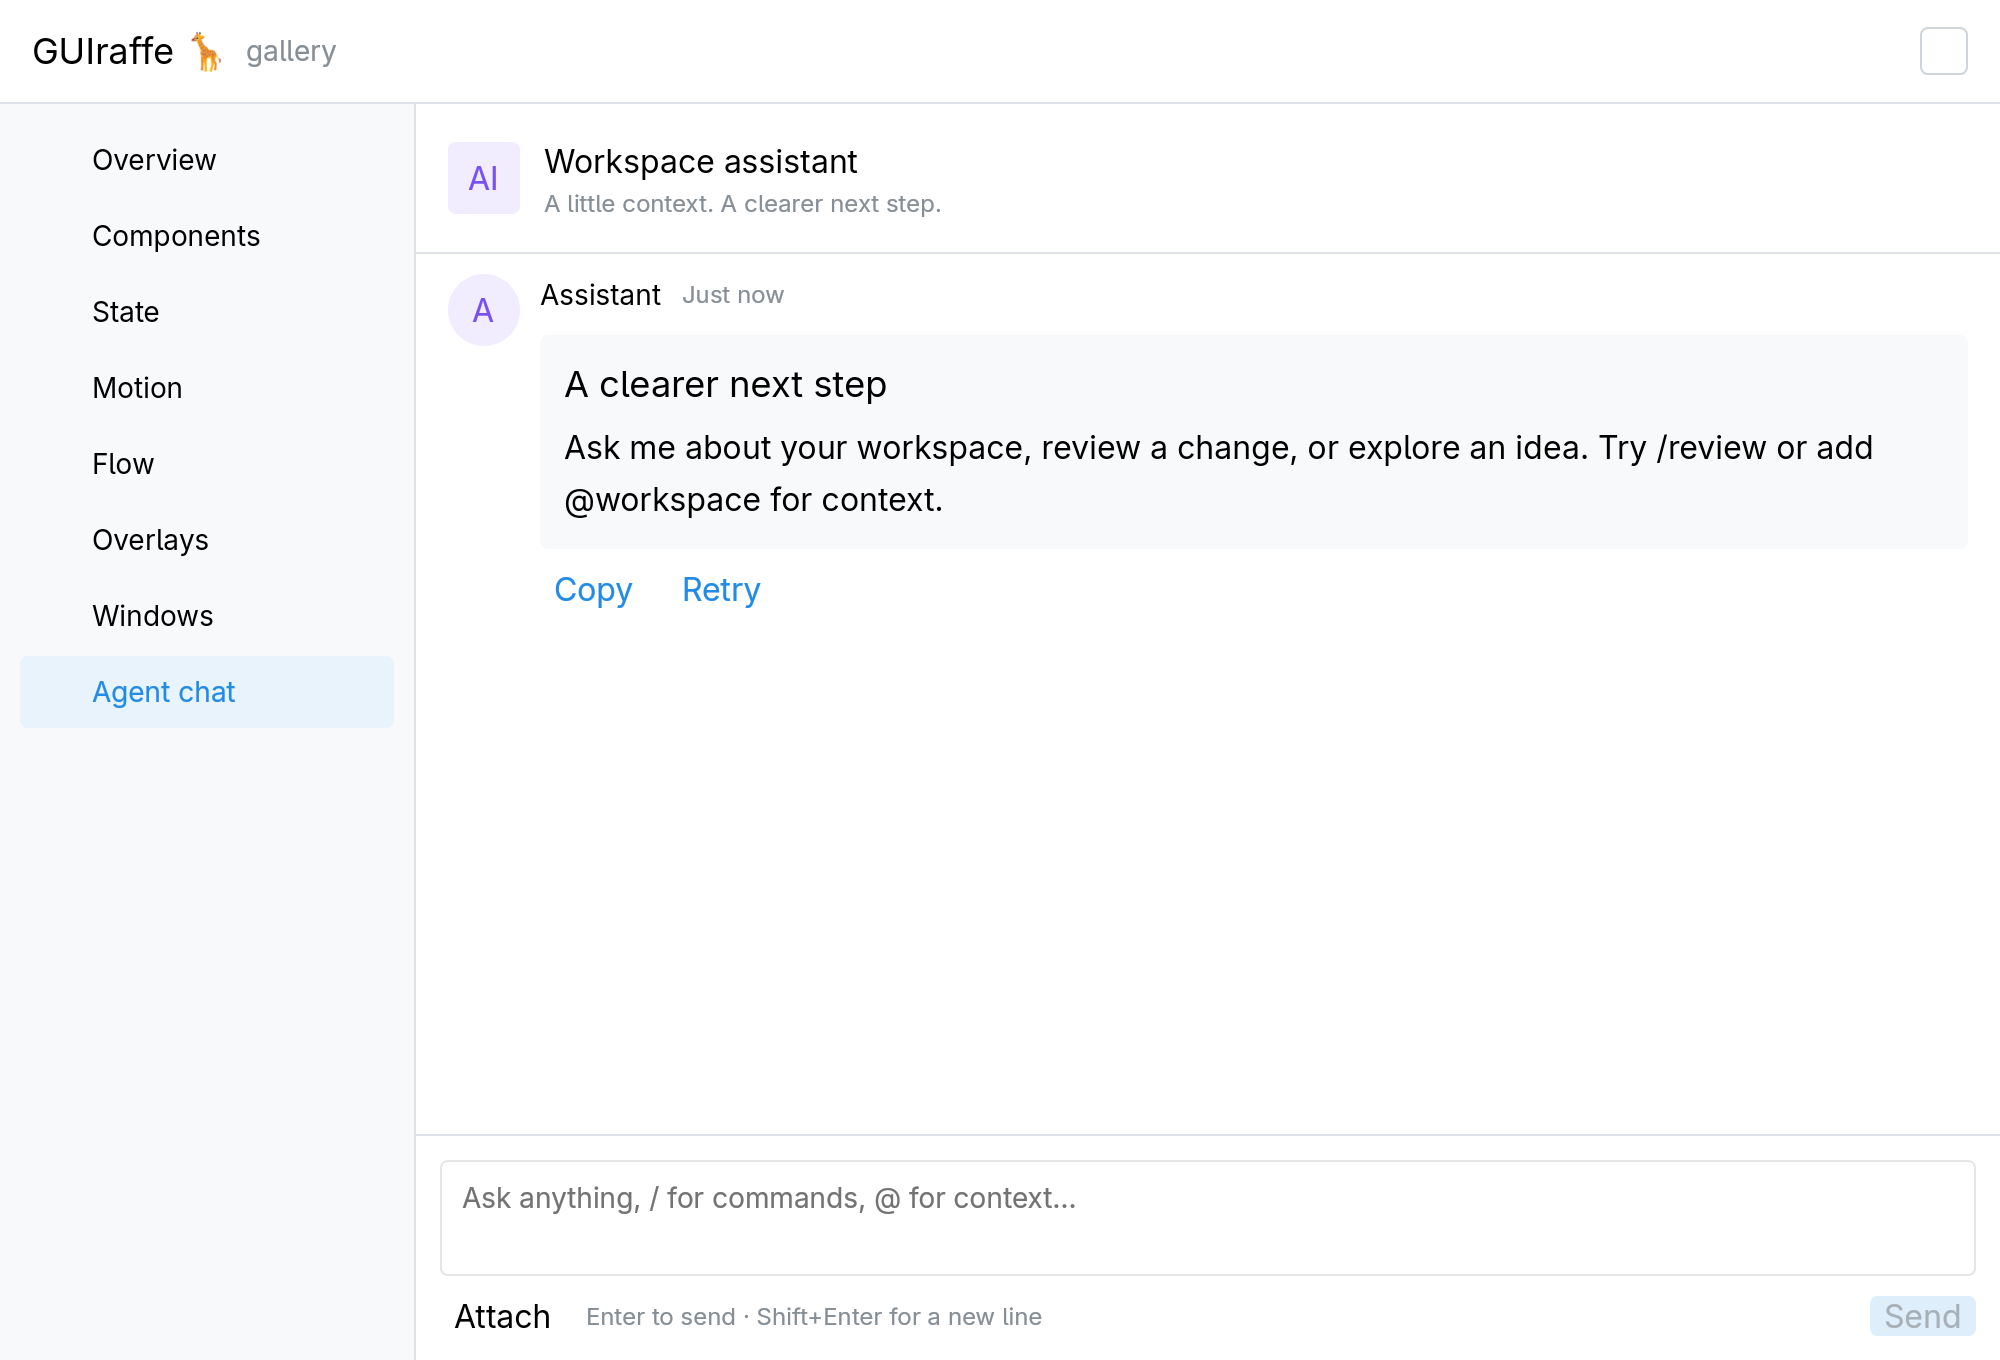 GUIraffe 🦒 gallery
Overview
Components
State
Motion
Flow
Overlays
Windows
Agent chat
AI
Workspace assistant
A little context. A clearer next step.
A
Assistant Just now
A clearer next step
Ask me about your workspace, review a change, or explore an idea. Try /review or add
@workspace for context.
Copy Retry
Ask anything, / for commands, @ for context...
Attach Enter to send · Shift+Enter for a new line Send